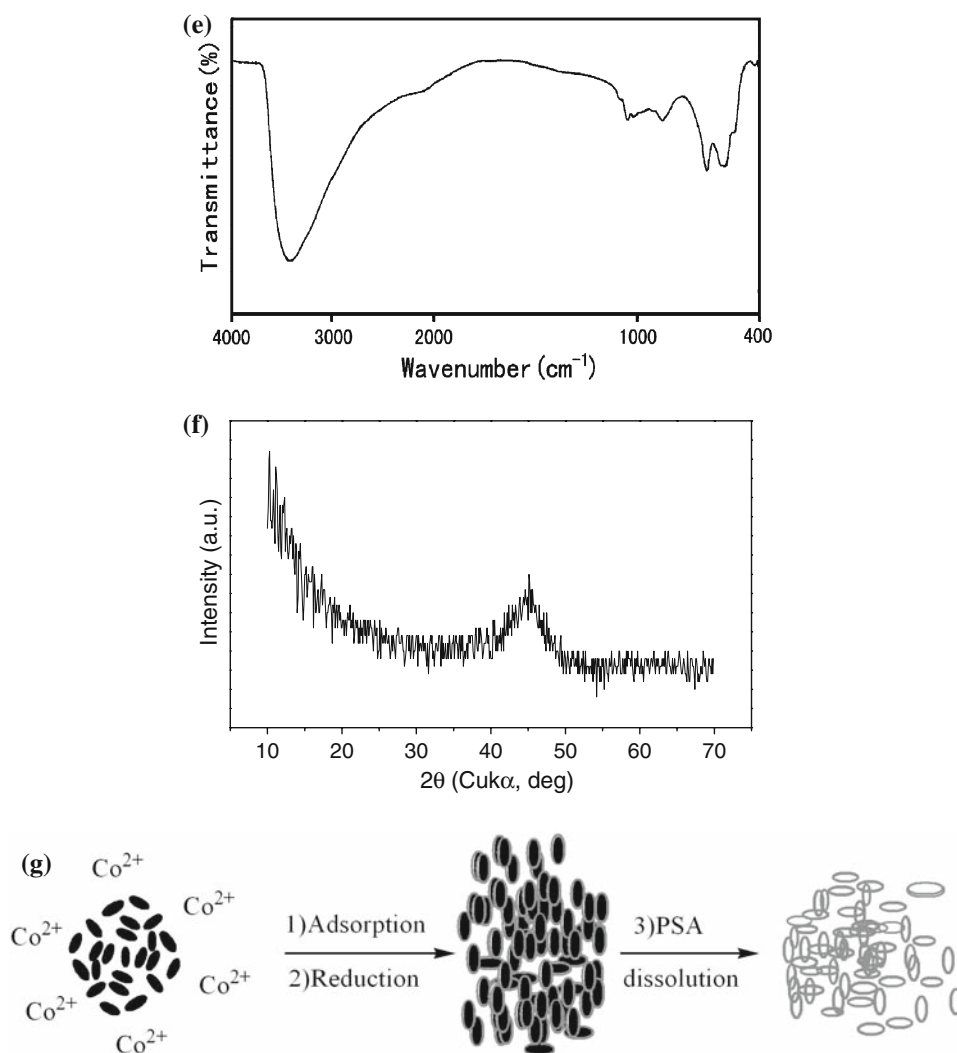 (e)
Transmittance(%)
4000 3000 2000 1000 400
Wavenumber(cm⁻¹)
(f)
Intensity (a.u.)
10 20 30 40 50 60 70
2θ (Cukα, deg)
(g)
Co²⁺
Co²⁺
Co²⁺
Co²⁺
Co²⁺
Co²⁺
Co²⁺
1)Adsorption
2)Reduction
3)PSA
dissolution